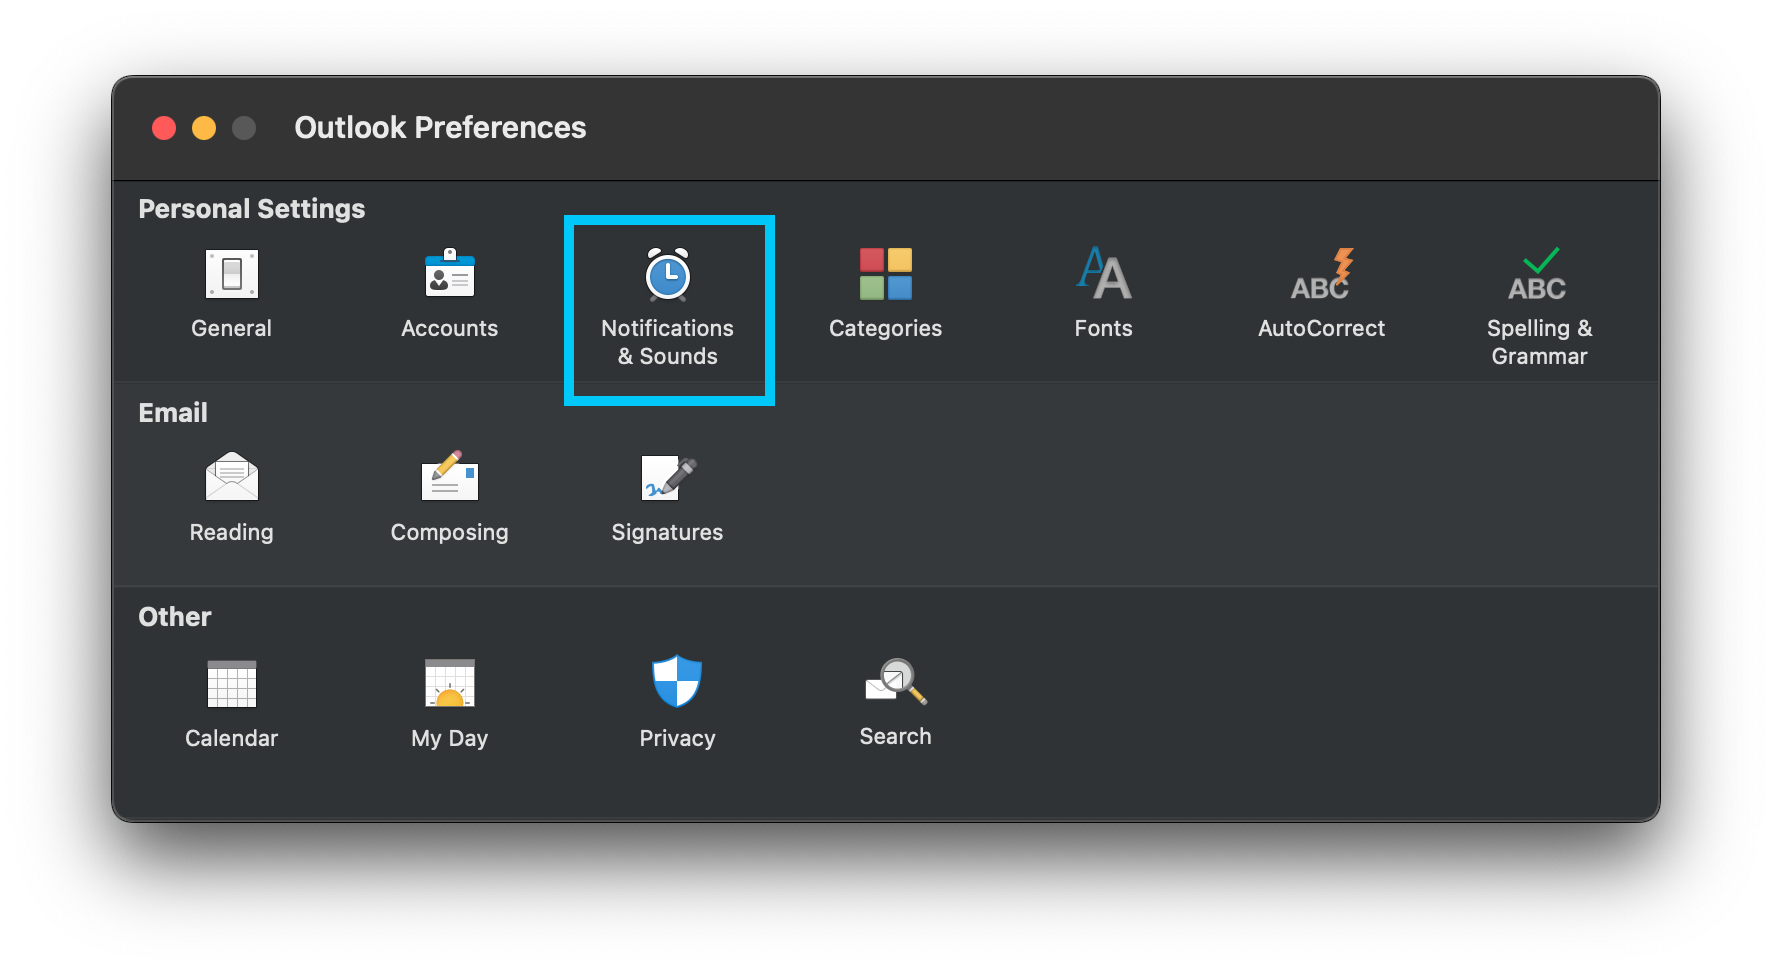 Outlook Preferences
Personal Settings
General
Accounts
Notifications
& Sounds
Categories
Fonts
AutoCorrect
Spelling &
Grammar
Email
Reading
Composing
Signatures
Other
Calendar
My Day
Privacy
Search
AA
ABC
ABC